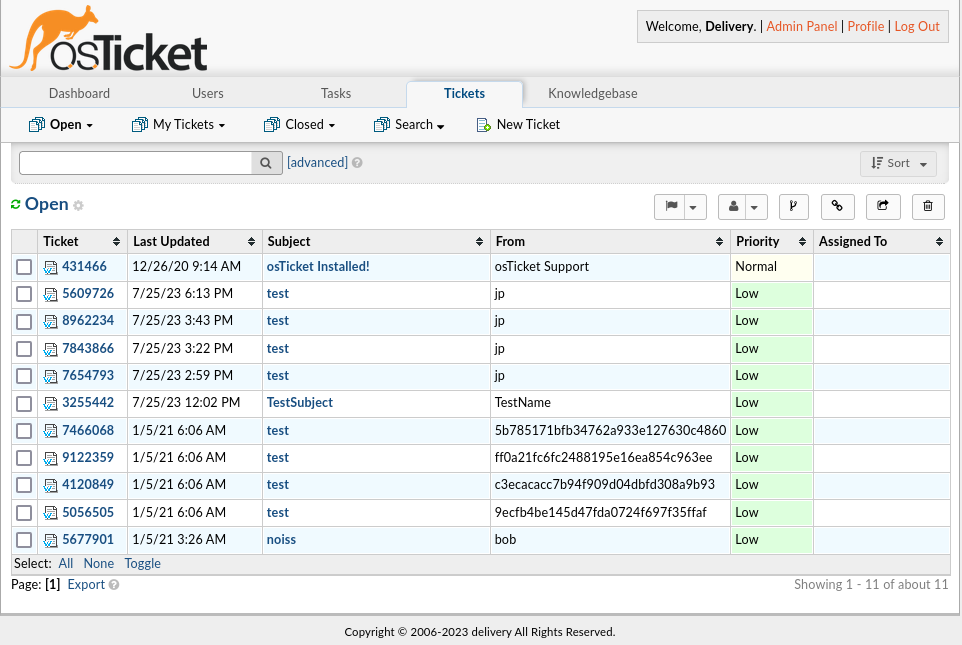 osTicket
Welcome, Delivery. | Admin Panel | Profile | Log Out
Dashboard Users Tasks Tickets Knowledgebase
Open My Tickets Closed Search New Ticket
[advanced] Sort
Open
Ticket Last Updated Subject From Priority Assigned To
431466 12/26/20 9:14 AM osTicket Installed! osTicket Support Normal
5609726 7/25/23 6:13 PM test jp Low
8962234 7/25/23 3:43 PM test jp Low
7843866 7/25/23 3:22 PM test jp Low
7654793 7/25/23 2:59 PM test jp Low
3255442 7/25/23 12:02 PM TestSubject TestName Low
7466068 1/5/21 6:06 AM test 5b785171bfb34762a933e127630c4860 Low
9122359 1/5/21 6:06 AM test ff0a21fc6fc2488195e16ea854c963ee Low
4120849 1/5/21 6:06 AM test c3ecacacc7b94f909d04dbfd308a9b93 Low
5056505 1/5/21 6:06 AM test 9ecfb4be145d47fda0724f697f35ffaf Low
5677901 1/5/21 3:26 AM noiss bob Low
Select: All None Toggle
Page: [1] Export Showing 1 - 11 of about 11
Copyright © 2006-2023 delivery All Rights Reserved.